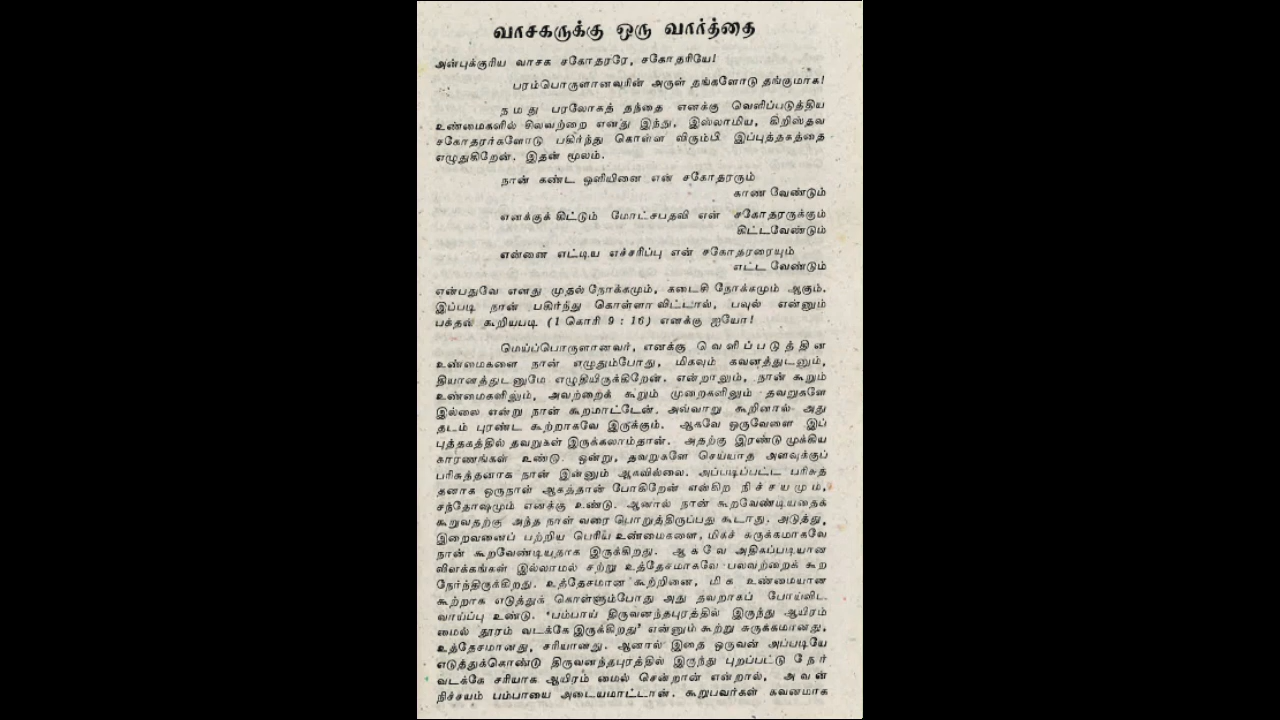 வாசகருக்கு ஒரு வார்த்தை
அன்புக்குரிய வாசக சகோதரரே, சகோதரியே!
பரம்பொருளானவரின் அருள் தங்களோடு தங்குமாக!
நமது பரலோகத் தந்தை எனக்கு வெளிப்படுத்திய
உண்மைகளில் சிலவற்றை எனது இந்து, இஸ்லாமிய, கிறிஸ்தவ
சகோதரர்களோடு பகிர்ந்து கொள்ள விரும்பி இப்புத்தகத்தை
எழுதுகிறேன். இதன் மூலம்.
நான் கண்ட ஒளியினை என் சகோதரரும்
காண வேண்டும்
எனக்குக் கிட்டும் மோட்சபதவி என் சகோதரருக்கும்
கிட்டவேண்டும்
என்னை எட்டிய எச்சரிப்பு என் சகோதரரையும்
எட்ட வேண்டும்
என்பதுவே எனது முதல் நோக்கமும், கடைசி நோக்கமும் ஆகும்.
இப்படி நான் பகிர்ந்து கொள்ளா விட்டால், பவுல் என்னும்
பக்தல் கூறியபடி (1 கொரி 9 : 16) எனக்கு ஐயோ!
மெய்ப்பொருளானவர், எனக்கு வெளிப்படுத்தின
உண்மைகளை நான் எழுதும்போது, மிகவும் கவனத்துடனும்,
தியானத்துடனுமே எழுதியிருக்கிறேன். என்றாலும், நான் கூறும்
உண்மைகளிலும், அவற்றைக் கூறும் முறைகளிலும் தவறுகளே
இல்லை என்று நான் கூறமாட்டேன். அவ்வாறு கூறினால் அது
தடம் புரண்ட கூற்றாகவே இருக்கும். ஆகவே ஒருவேளை இப்
புத்தகத்தில் தவறுகள் இருக்கலாம்தான். அதற்கு இரண்டு முக்கிய
காரணங்கள் உண்டு. ஒன்று, தவறுகளே செய்யாத அளவுக்குப்
பரிசுத்தனாக நான் இன்னும் ஆகவில்லை. அப்படிப்பட்ட பரிசுத்
தனாக ஒருநாள் ஆகத்தான் போகிறேன் என்கிற நிச்சயமும்,
சந்தோஷமும் எனக்கு உண்டு. ஆனால் நான் கூறவேண்டியதைக்
கூறுவதற்கு அந்த நாள் வரை பொறுத்திருப்பது கூடாது. அடுத்து,
இறைவனைப் பற்றிய பெரிய உண்மைகளை, மிகச் சுருக்கமாகவே
நான் கூறவேண்டியதாக இருக்கிறது. ஆகவே அதிகப்படியான
விளக்கங்கள் இல்லாமல் சற்று உத்தேசமாகவே பலவற்றைக் கூற
நேர்ந்திருக்கிறது. உத்தேசமான கூற்றினை, மிக உண்மையான
கூற்றாக எடுத்துக் கொள்ளும்போது அது தவறாகப் போய்விட
வாய்ப்பு உண்டு. 'பம்பாய் திருவனந்தபுரத்தில் இருந்து ஆயிரம்
மைல் தூரம் வடக்கே இருக்கிறது' என்னும் கூற்று சுருக்கமானது,
உத்தேசமானது, சரியானது. ஆனால் இதை ஒருவன் அப்படியே
எடுத்துக்கொண்டு திருவனந்தபுரத்தில் இருந்து புறப்பட்டு நேர்
வடக்கே சரியாக ஆயிரம் மைல் சென்றான் என்றால், அவன்
நிச்சயம் பம்பாயை அடையமாட்டான். கூறுபவர்கள் கவனமாக